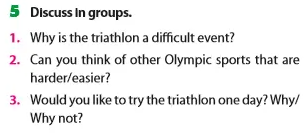 5 Discuss in groups.
1. Why is the triathlon a difficult event?
2. Can you think of other Olympic sports that are
harder/easier?
3. Would you like to try the triathlon one day? Why/
Why not?